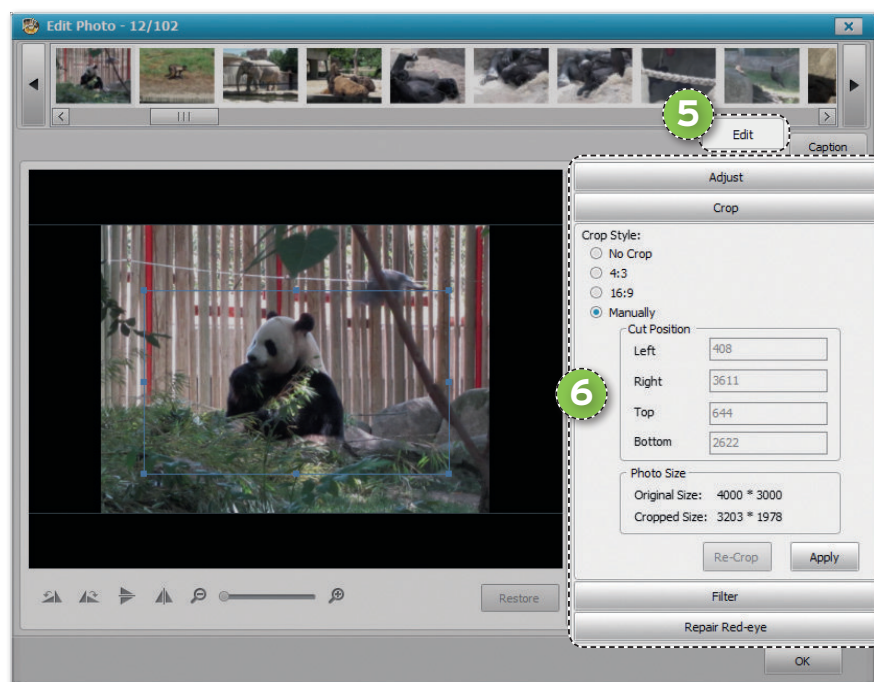 Edit Photo - 12/102
5
Edit
Caption
Adjust
Crop
Crop Style:
No Crop
4:3
16:9
Manually
Cut Position
Left 408
Right 3611
6
Top 644
Bottom 2622
Photo Size
Original Size: 4000 * 3000
Cropped Size: 3203 * 1978
Re-Crop Apply
Restore
Filter
Repair Red-eye
OK